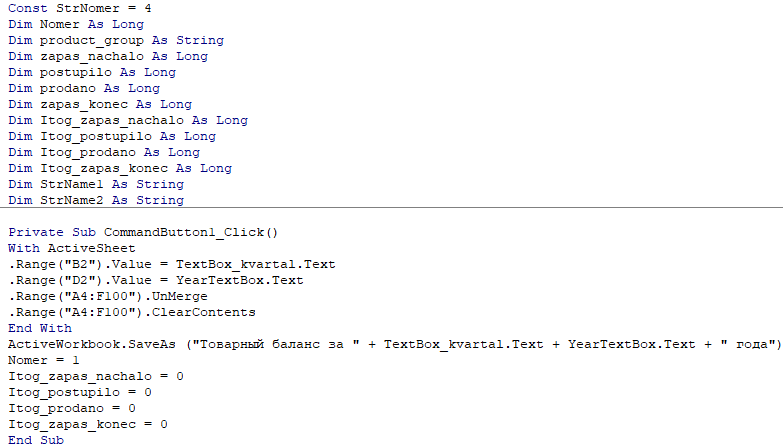 Const StrNomer = 4
Dim Nomer As Long
Dim product_group As String
Dim zapas_nachalo As Long
Dim postupilo As Long
Dim prodano As Long
Dim zapas_konec As Long
Dim Itog_zapas_nachalo As Long
Dim Itog_postupilo As Long
Dim Itog_prodano As Long
Dim Itog_zapas_konec As Long
Dim StrName1 As String
Dim StrName2 As String
Private Sub CommandButton1_Click()
With ActiveSheet
.Range("B2").Value = TextBox_kvartal.Text
.Range("D2").Value = YearTextBox.Text
.Range("A4:F100").UnMerge
.Range("A4:F100").ClearContents
End With
ActiveWorkbook.SaveAs ("Товарный баланс за " + TextBox_kvartal.Text + YearTextBox.Text + " года")
Nomer = 1
Itog_zapas_nachalo = 0
Itog_postupilo = 0
Itog_prodano = 0
Itog_zapas_konec = 0
End Sub